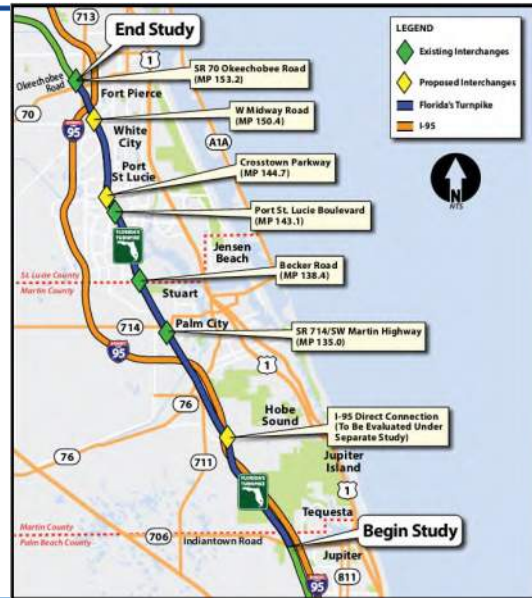 713
End Study
LEGEND
Existing Interchanges
Proposed Interchanges
Florida's Turnpike
I-95
1
SR 70 Okeechobee Road
(MP 153.2)
Okeechobee
Road
Fort Pierce
70
95
W Midway Road
(MP 150.4)
White
City
A1A
Port
St Lucie
Crosstown Parkway
(MP 144.7)
N
NTS
Port St. Lucie Boulevard
(MP 143.1)
FLORIDA'S
TURNPIKE
Jensen
Beach
Becker Road
(MP 138.4)
St. Lucie County
Martin County
Stuart
714
Palm City
SR 714/SW Martin Highway
(MP 135.0)
95
1
76
Hobe
Sound
I-95 Direct Connection
(To Be Evaluated Under
Separate Study)
76
711
Jupiter
Island
FLORIDA'S
TURNPIKE
1
Tequesta
Martin County
Palm Beach County
706
Indiantown Road
Begin Study
Jupiter
95
811